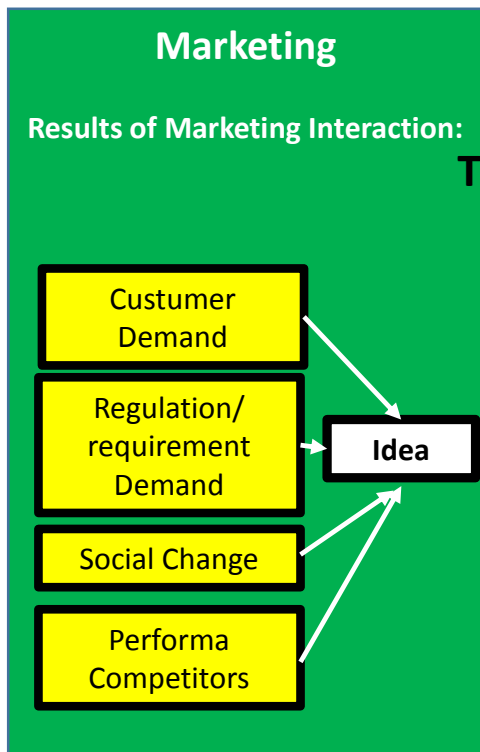 Marketing
Results of Marketing Interaction:
T
Custumer
Demand
Regulation/
requirement
Demand
Idea
Social Change
Performa
Competitors